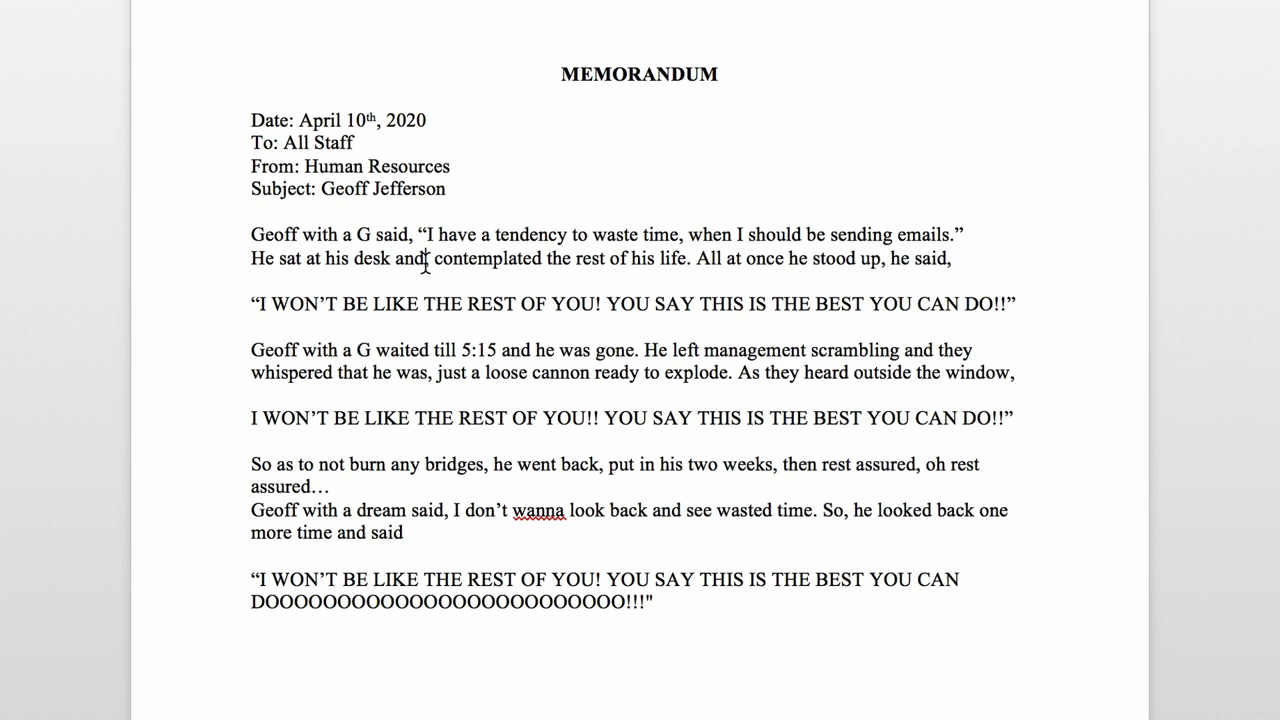 MEMORANDUM
Date: April 10th, 2020
To: All Staff
From: Human Resources
Subject: Geoff Jefferson
Geoff with a G said, “I have a tendency to waste time, when I should be sending emails.”
He sat at his desk and contemplated the rest of his life. All at once he stood up, he said,
“I WON’T BE LIKE THE REST OF YOU! YOU SAY THIS IS THE BEST YOU CAN DO!!”
Geoff with a G waited till 5:15 and he was gone. He left management scrambling and they
whispered that he was, just a loose cannon ready to explode. As they heard outside the window,
I WON’T BE LIKE THE REST OF YOU!! YOU SAY THIS IS THE BEST YOU CAN DO!!”
So as to not burn any bridges, he went back, put in his two weeks, then rest assured, oh rest
assured…
Geoff with a dream said, I don’t wanna look back and see wasted time. So, he looked back one
more time and said
“I WON’T BE LIKE THE REST OF YOU! YOU SAY THIS IS THE BEST YOU CAN
DOOOOOOOOOOOOOOOOOOOOOOOOO!!!"